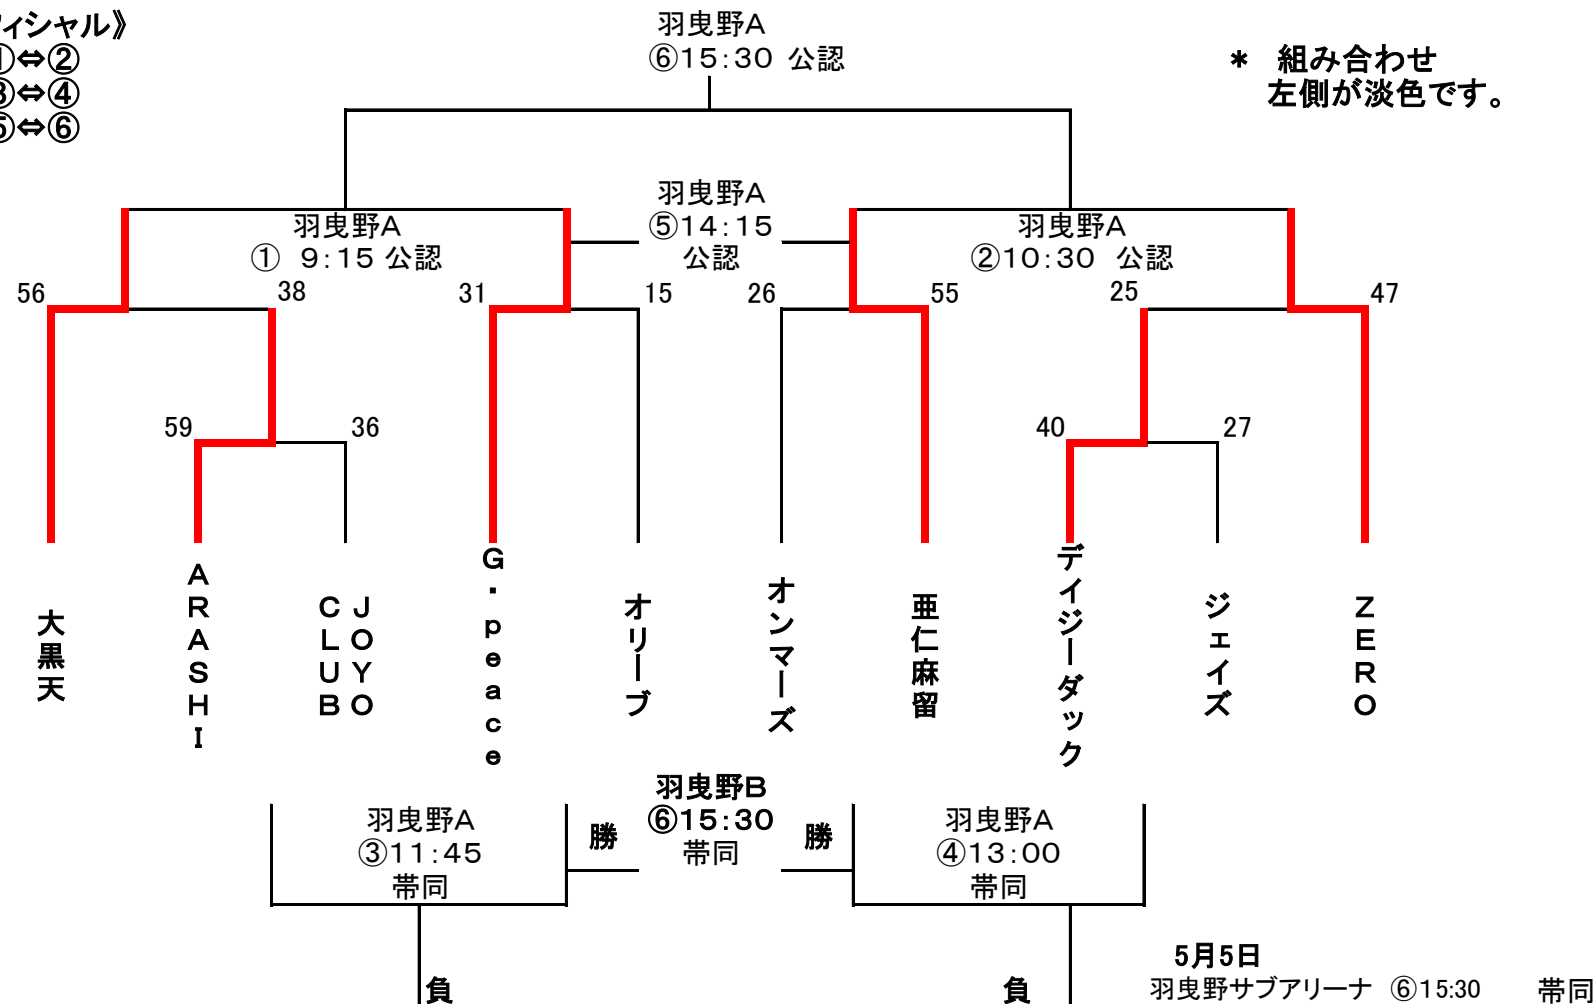 ィシャル》
①⇔②
③⇔④
⑤⇔⑥
羽曳野A
⑥15:30 公認
* 組み合わせ
左側が淡色です。
羽曳野A
① 9:15 公認
羽曳野A
⑤14:15
公認
羽曳野A
②10:30 公認
56
38
31
15
26
55
25
47
59
36
40
27
大黒天
ARASHI
JOYO
CLUB
G・peace
オリーブ
オンマーズ
亜仁麻留
デイジーダック
ジェイズ
ZERO
羽曳野A
③11:45
帯同
勝
羽曳野B
⑥15:30
帯同
勝
羽曳野A
④13:00
帯同
負
負
5月5日
羽曳野サブアリーナ ⑥15:30 帯同